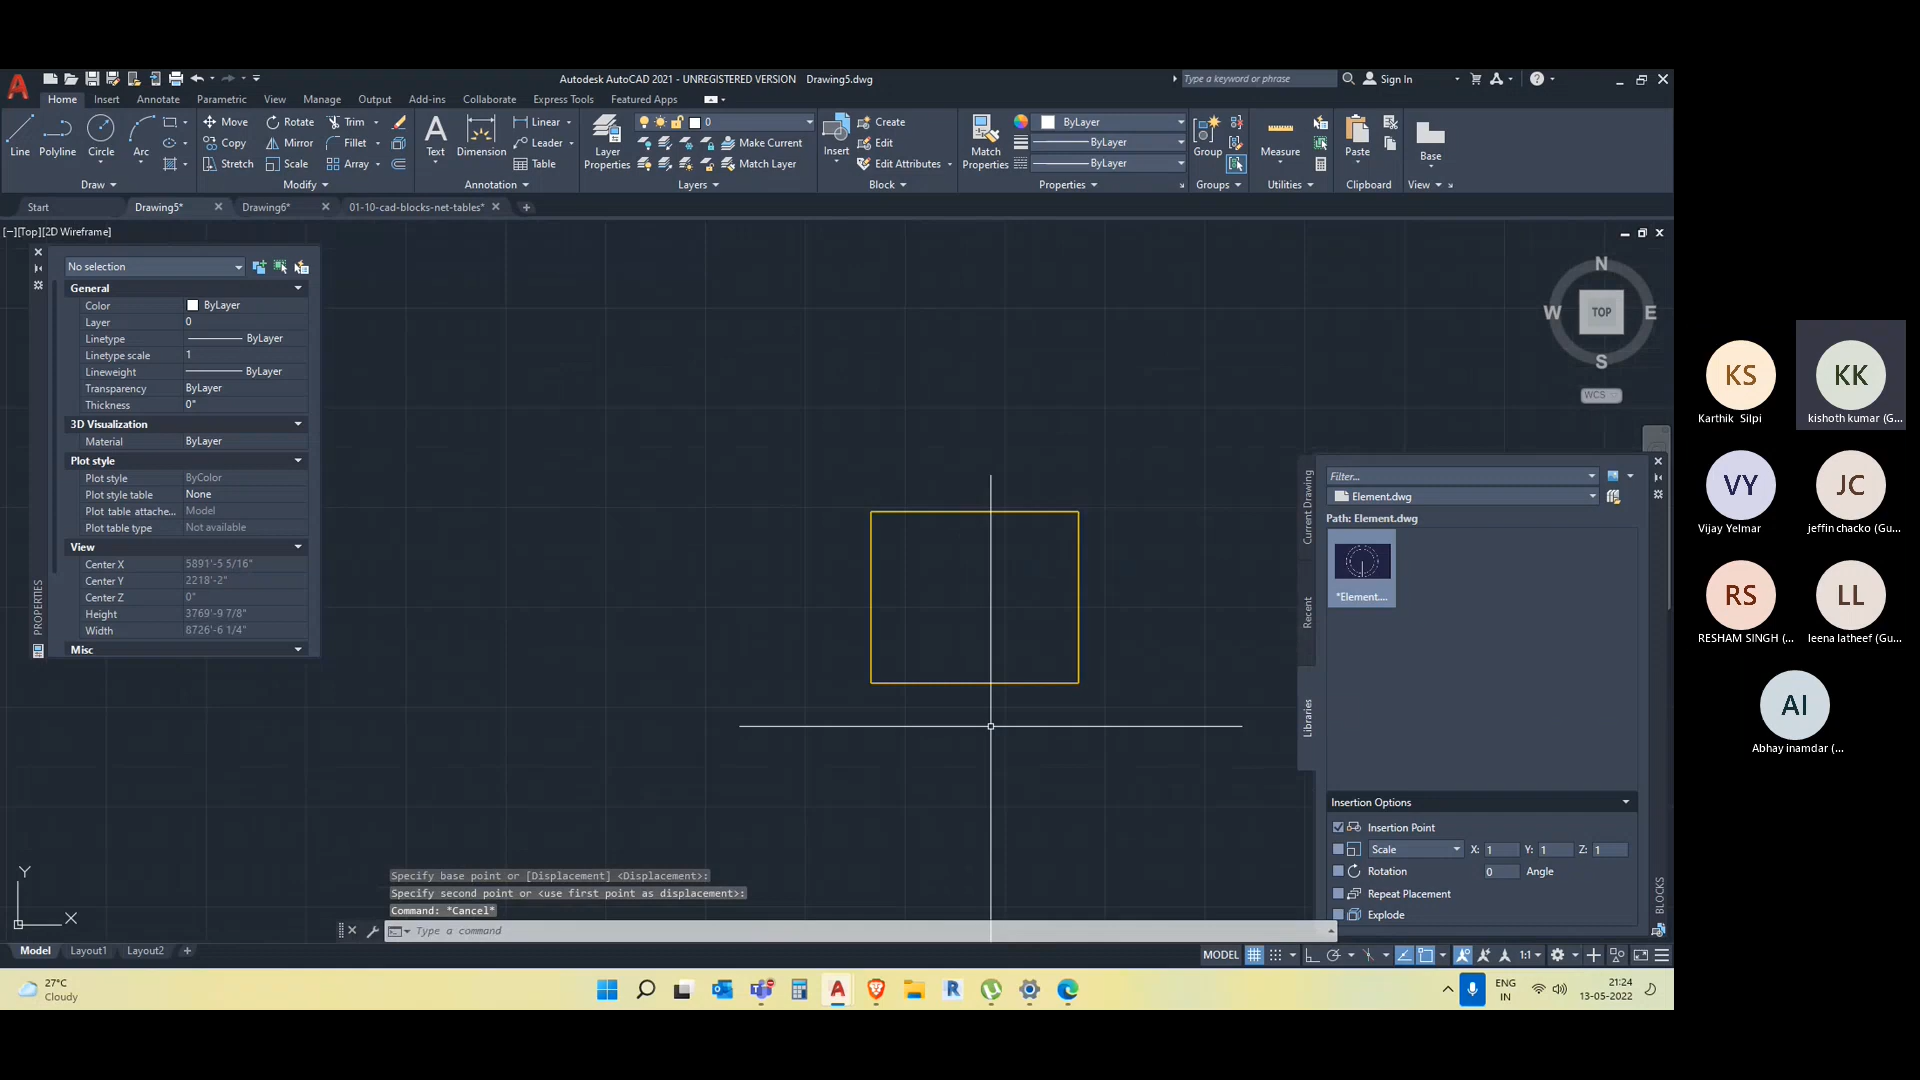 Autodesk AutoCAD 2021 - UNREGISTERED VERSION Drawing5.dwg
Type a keyword or phrase
Sign In
Home Insert Annotate Parametric View Manage Output Add-ins Collaborate Express Tools Featured Apps
Line Polyline Circle Arc
Draw
Move Rotate Trim
Copy Mirror Fillet
Stretch Scale Array
Modify
Text Dimension
Linear
Leader
Table
Annotation
Layer Properties
0
Make Current
Match Layer
Layers
Insert
Create
Edit
Edit Attributes
Block
Match Properties
ByLayer
ByLayer
ByLayer
Properties
Group
Groups
Measure
Utilities
Paste
Clipboard
Base
View
Start Drawing5* Drawing6* 01-10-cad-blocks-net-tables*
[−][Top][2D Wireframe]
No selection
General
Color ByLayer
Layer 0
Linetype ByLayer
Linetype scale 1
Lineweight ByLayer
Transparency ByLayer
Thickness 0"
3D Visualization
Material ByLayer
Plot style
Plot style ByColor
Plot style table None
Plot table attache... Model
Plot table type Not available
View
Center X 5891'-5 5/16"
Center Y 2218'-2"
Center Z 0"
Height 3769'-9 7/8"
Width 8726'-6 1/4"
Misc
PROPERTIES
N
W TOP E
S
WCS
Filter...
Element.dwg
Path: Element.dwg
*Element....
Current Drawing
Recent
Libraries
Insertion Options
Insertion Point
Scale X: 1 Y: 1 Z: 1
Rotation 0 Angle
Repeat Placement
Explode
BLOCKS
Y
X
Specify base point or [Displacement] <Displacement>:
Specify second point or <use first point as displacement>:
Command: *Cancel*
Type a command
Model Layout1 Layout2
MODEL
1:1
27°C
Cloudy
ENG
IN
21:24
13-05-2022
KS
Karthik Silpi
KK
kishoth kumar (G...
VY
Vijay Yelmar
JC
jeffin chacko (Gu...
RS
RESHAM SINGH (...
LL
leena latheef (Gu...
AI
Abhay inamdar (...